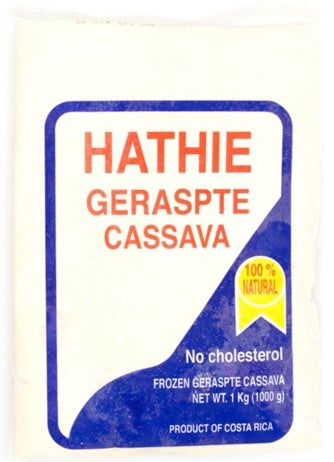 HATHIE
GERASPTE
CASSAVA
100 %
NATURAL
No cholesterol
FROZEN GERASPTE CASSAVA
NET WT. 1 Kg (1000 g)
PRODUCT OF COSTA RICA